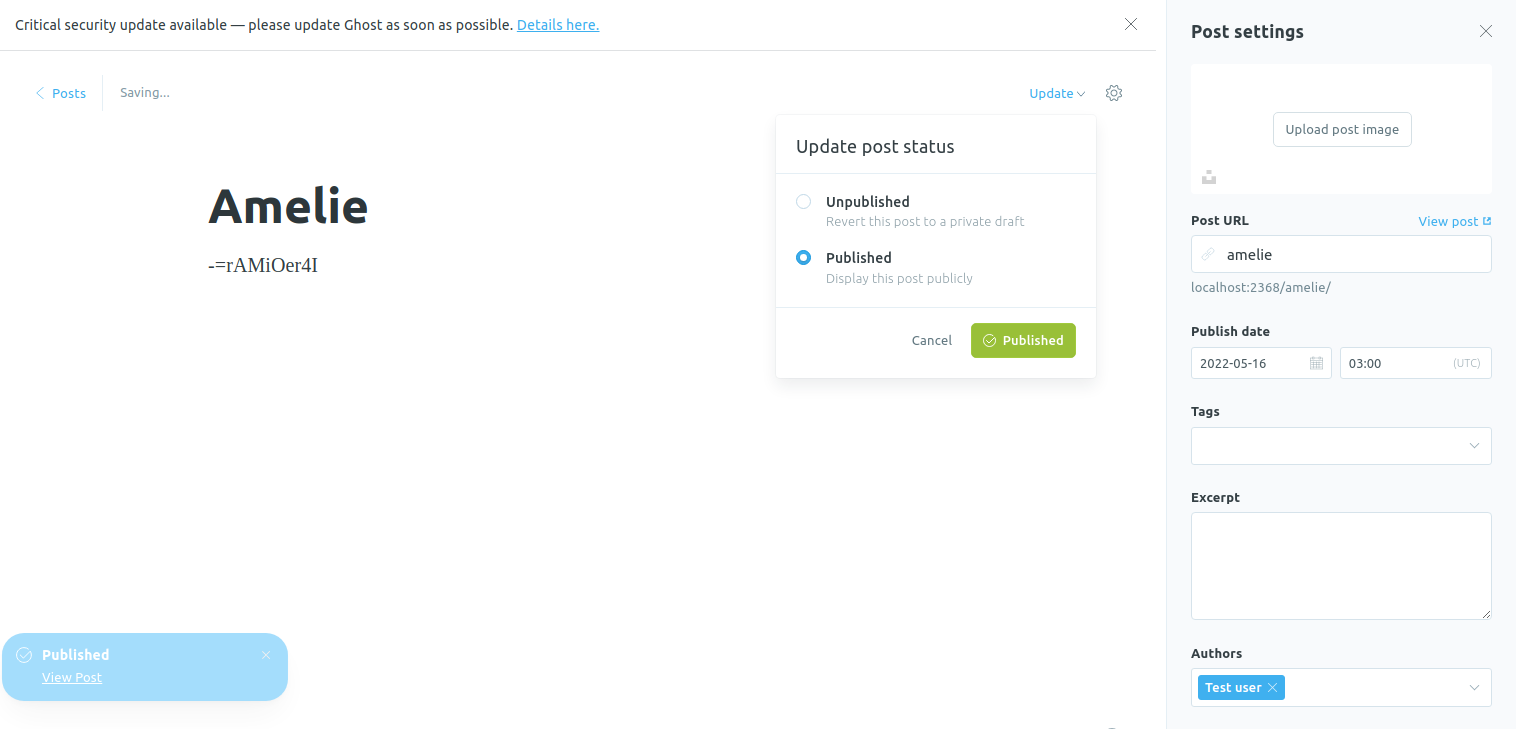 Critical security update available — please update Ghost as soon as possible. Details here.
Posts
Saving...
Update
Amelie
-=rAMiOer4I
Update post status
Unpublished
Revert this post to a private draft
Published
Display this post publicly
Cancel
Published
Published
View Post
Post settings
Upload post image
Post URL
View post
amelie
localhost:2368/amelie/
Publish date
2022-05-16
03:00
(UTC)
Tags
Excerpt
Authors
Test user